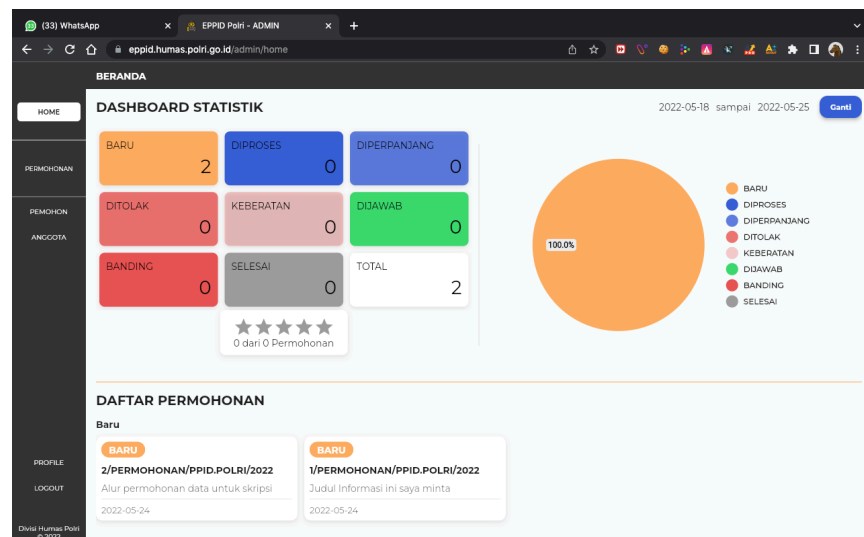 (33) WhatsApp
EPPID Polri - ADMIN
eppid.humas.polri.go.id/admin/home
BERANDA
HOME
PERMOHONAN
PEMOHON
ANGGOTA
PROFILE
LOGOUT
Divisi Humas Polri
© 2022
DASHBOARD STATISTIK
2022-05-18 sampai 2022-05-25 Ganti
BARU
2
DIPROSES
0
DIPERPANJANG
0
DITOLAK
0
KEBERATAN
0
DIJAWAB
0
BANDING
0
SELESAI
0
TOTAL
2
0 dari 0 Permohonan
100.0%
BARU
DIPROSES
DIPERPANJANG
DITOLAK
KEBERATAN
DIJAWAB
BANDING
SELESAI
DAFTAR PERMOHONAN
Baru
BARU
2/PERMOHONAN/PPID.POLRI/2022
Alur permohonan data untuk skripsi
2022-05-24
BARU
1/PERMOHONAN/PPID.POLRI/2022
Judul Informasi ini saya minta
2022-05-24